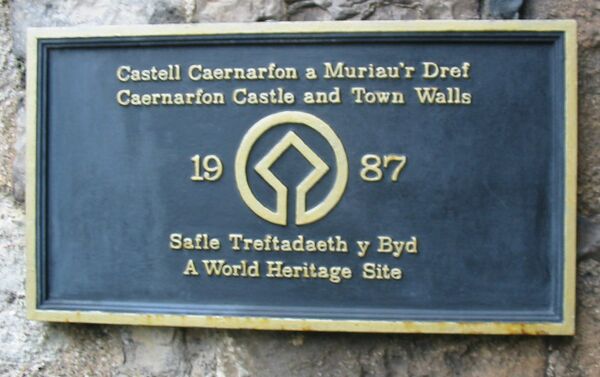 Castell Caernarfon a Muriau'r Dref
Caernarfon Castle and Town Walls
19 87
Safle Treftadaeth y Byd
A World Heritage Site